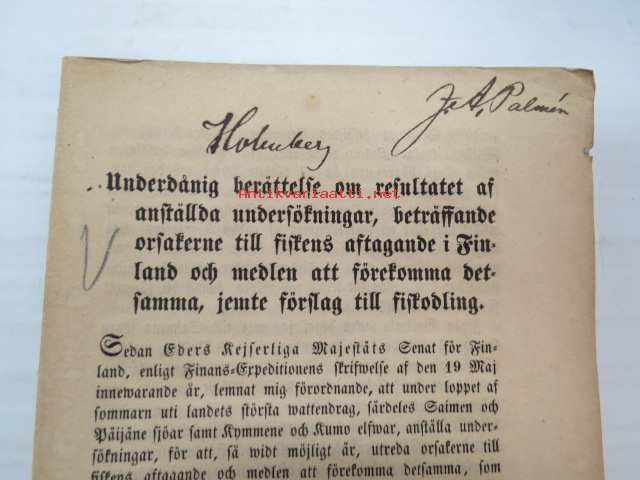 J. A. Palmén
Holmberg
Underdånig berättelse om resultatet af
Antikvariaatti.net
anställda undersökningar, beträffande
orsakerne till fiskens aftagande i Fin-
land och medlen att förekomma det-
samma, jemte förslag till fiskodling.
Sedan Eders Kejserliga Majestäts Senat för Fin-
land, enligt Finans-Expeditionens skrifwelse af den 19 Maj
innewarande år, lemnat mig förordnande, att under loppet af
sommarn uti landets största wattendrag, särdeles Saimen och
Päijäne sjöar samt Kymmene och Kumo elfwar, anställa under-
sökningar, för att, så widt möjligt är, utreda orsakerne till
fiskens aftagande och medlen att förekomma detsamma, som